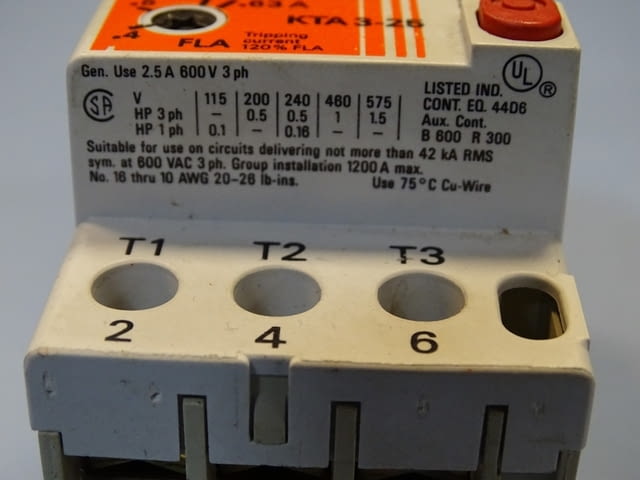 .63 A
.4
KTA 3-25
FLA
Tripping
current
120% FLA
Gen. Use 2.5 A 600 V 3 ph
SA
V 115 200 240 460 575
HP 3 ph – 0.5 0.5 1 1.5
HP 1 ph 0.1 – 0.16 – –
UL ®
LISTED IND.
CONT. EQ. 44D6
Aux. Cont.
B 600 R 300
Suitable for use on circuits delivering not more than 42 kA RMS
sym. at 600 VAC 3 ph. Group installation 1200 A max.
No. 16 thru 10 AWG 20-26 lb-ins. Use 75°C Cu-Wire
T1 T2 T3
2 4 6